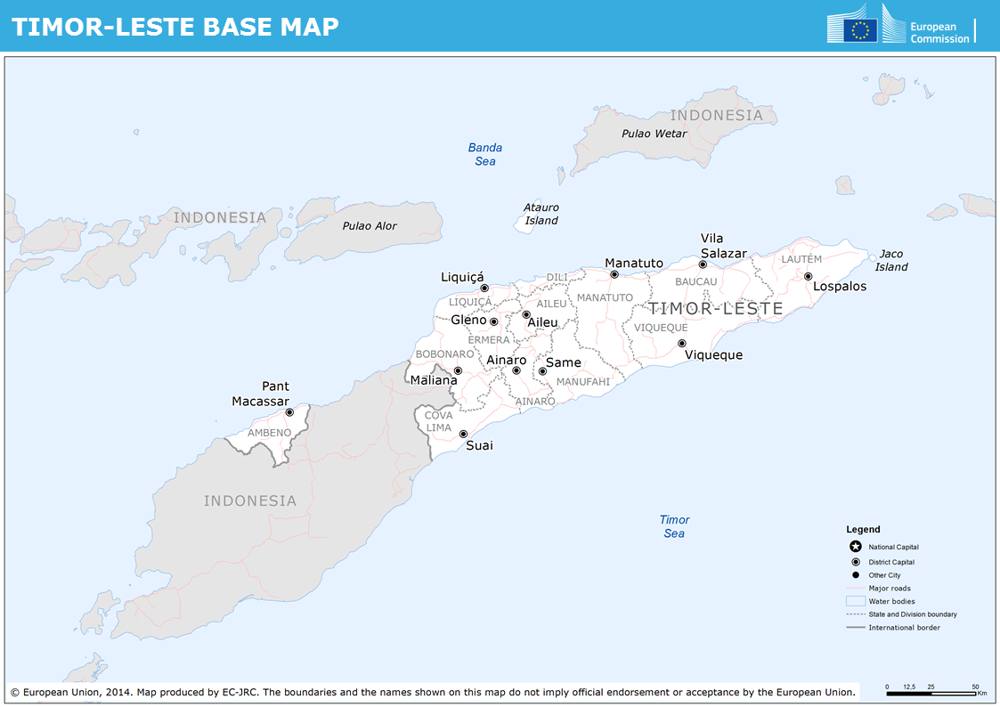 TIMOR-LESTE BASE MAP
European
Commission
INDONESIA
Pulao Wetar
Banda
Sea
INDONESIA
Pulao Alor
Atauro
Island
Vila
Salazar
Jaco
Island
Manatuto
LAUTÉM
Liquiçá
DILI
BAUCAU
Lospalos
LIQUIÇÁ
AILEU
MANATUTO
TIMOR-LESTE
Gleno
Aileu
VIQUEQUE
ERMERA
BOBONARO
Ainaro
Same
Viqueque
Maliana
MANUFAHI
Pant
Macassar
AINARO
COVA
LIMA
AMBENO
Suai
INDONESIA
Timor
Sea
Legend
National Capital
District Capital
Other City
Major roads
Water bodies
State and Division boundary
International border
© European Union, 2014. Map produced by EC-JRC. The boundaries and the names shown on this map do not imply official endorsement or acceptance by the European Union.
0 12,5 25 50
Km